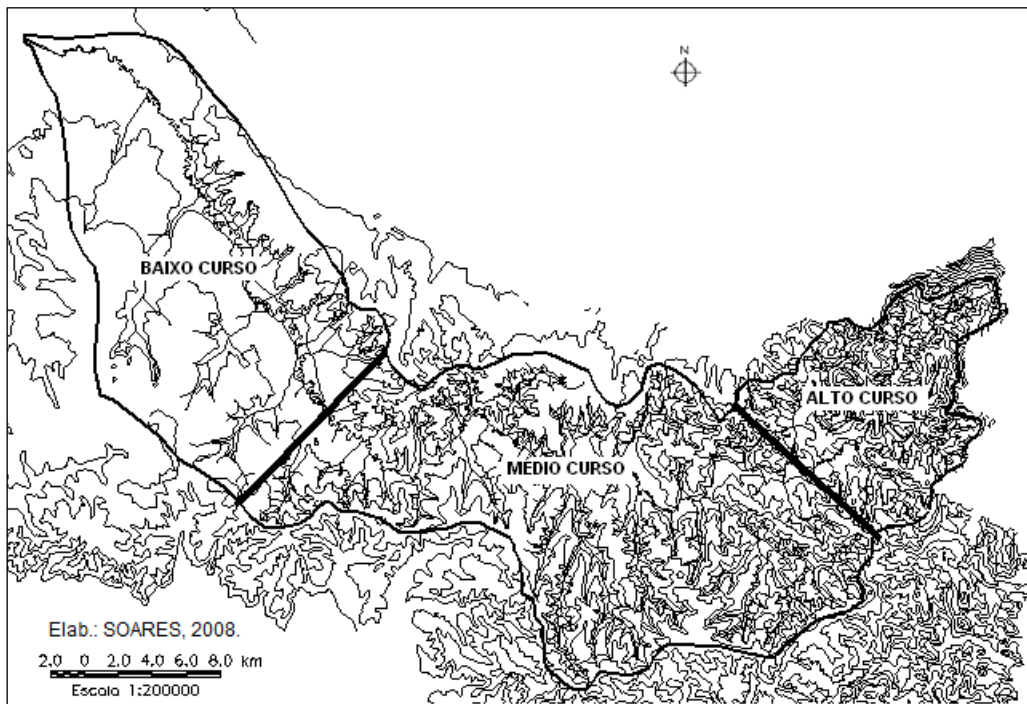 N
BAIXO CURSO
ALTO CURSO
MÉDIO CURSO
Elab.: SOARES, 2008.
2.0 0 2.0 4.0 6.0 8.0 km
Escala 1:200000